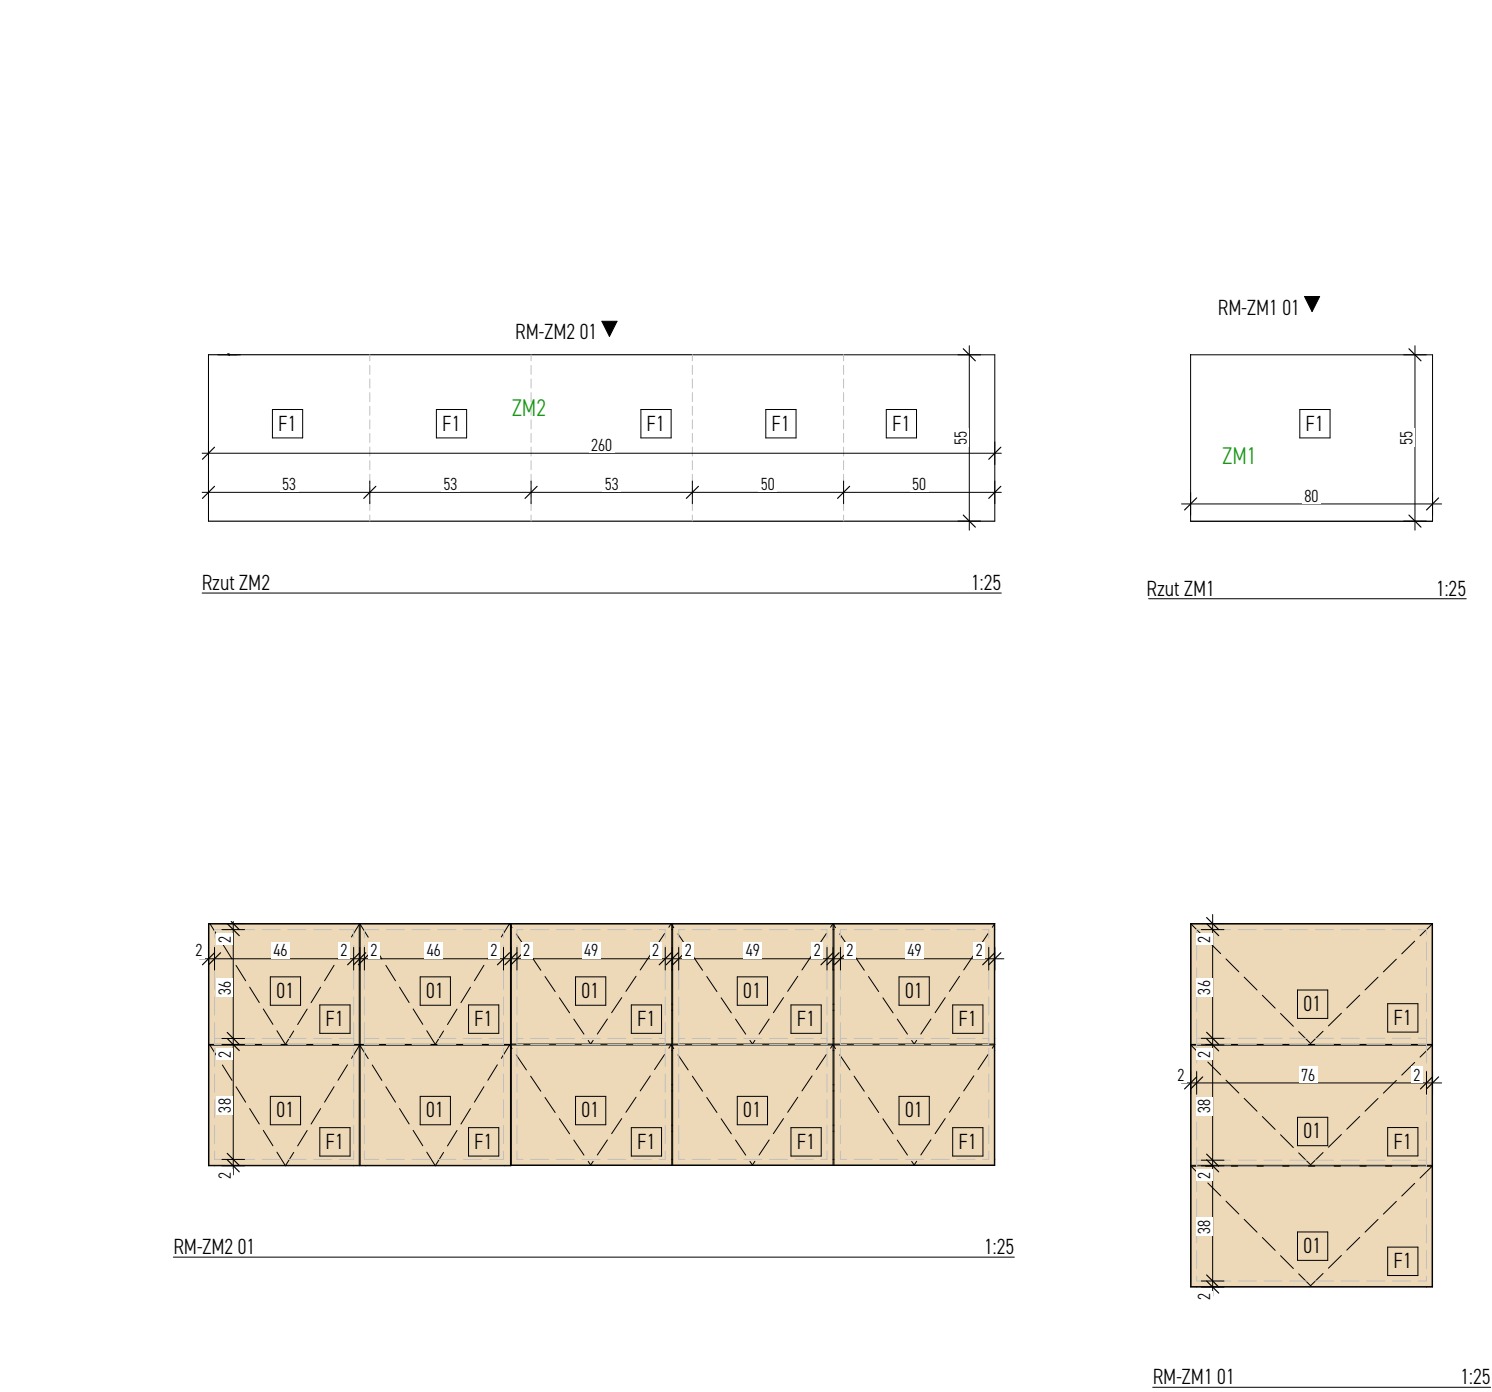 RM-ZM1 01
RM-ZM2 01
F1 F1 ZM2 F1 F1 F1
260
55
53 53 53 50 50
F1
55
ZM1
80
Rzut ZM2 1:25
Rzut ZM1 1:25
2 2 46 2 2 46 2 2 49 2 2 49 2 2 49 2
36 01 01 01 01 01
F1 F1 F1 F1 F1
2
38 01 01 01 01 01
F1 F1 F1 F1 F1
2
RM-ZM2 01 1:25
2
36 01
F1
2
2 76 2
38 01
F1
2
38 01
F1
2
RM-ZM1 01 1:25